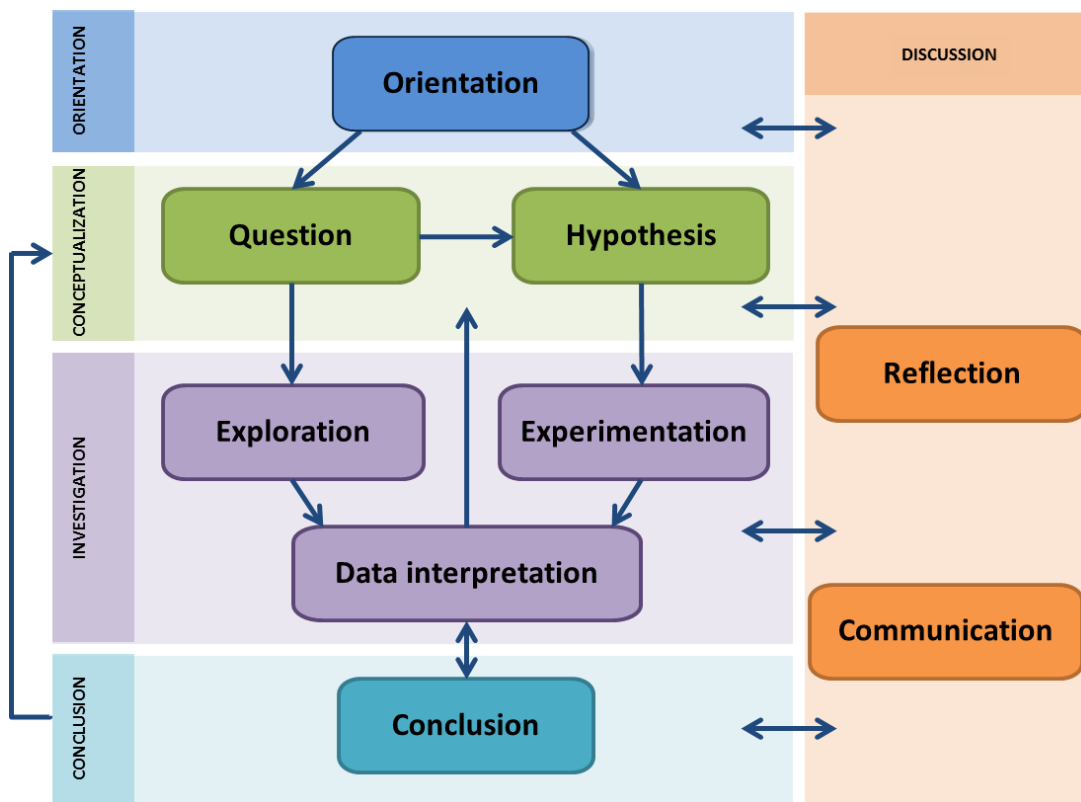 ORIENTATION
Orientation
DISCUSSION
CONCEPTUALIZATION
Question
Hypothesis
INVESTIGATION
Exploration
Experimentation
Data interpretation
Reflection
Communication
CONCLUSION
Conclusion